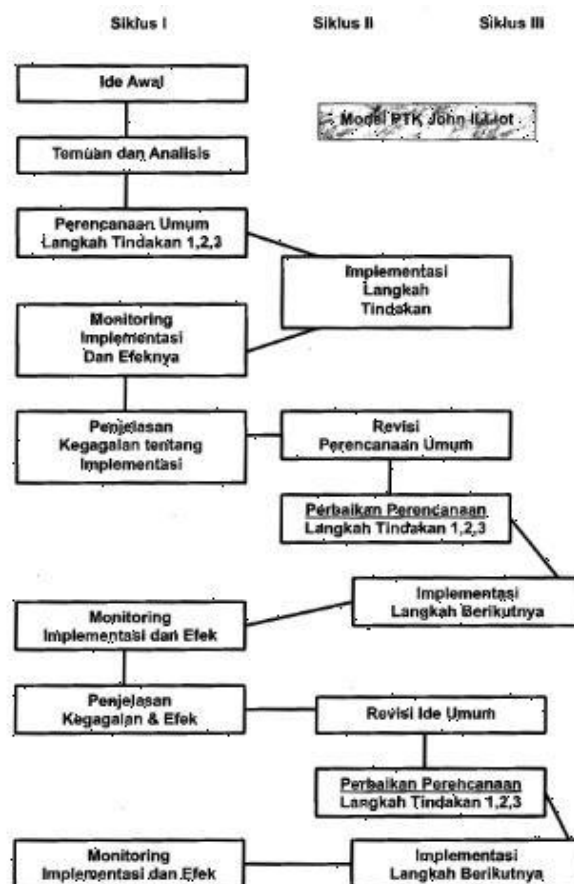 Siklus I
Siklus II
Siklus III
Ide Awal
Model PTK John ILLiot
Temuan dan Analisis
Perencanaan Umum
Langkah Tindakan 1,2,3
Implementasi
Langkah
Tindakan
Monitoring
Implementasi
Dan Efeknya
Penjelasan
Kegagalan tentang
Implementasi
Revisi
Perencanaan Umum
Perbaikan Perencanaan
Langkah Tindakan 1,2,3
Implementasi
Langkah Berikutnya
Monitoring
Implementasi dan Efek
Penjelasan
Kegagalan & Efek
Revisi Ide Umum
Perbaikan Perencanaan
Langkah Tindakan 1,2,3
Monitoring
Implementasi dan Efek
Implementasi
Langkah Berikutnya